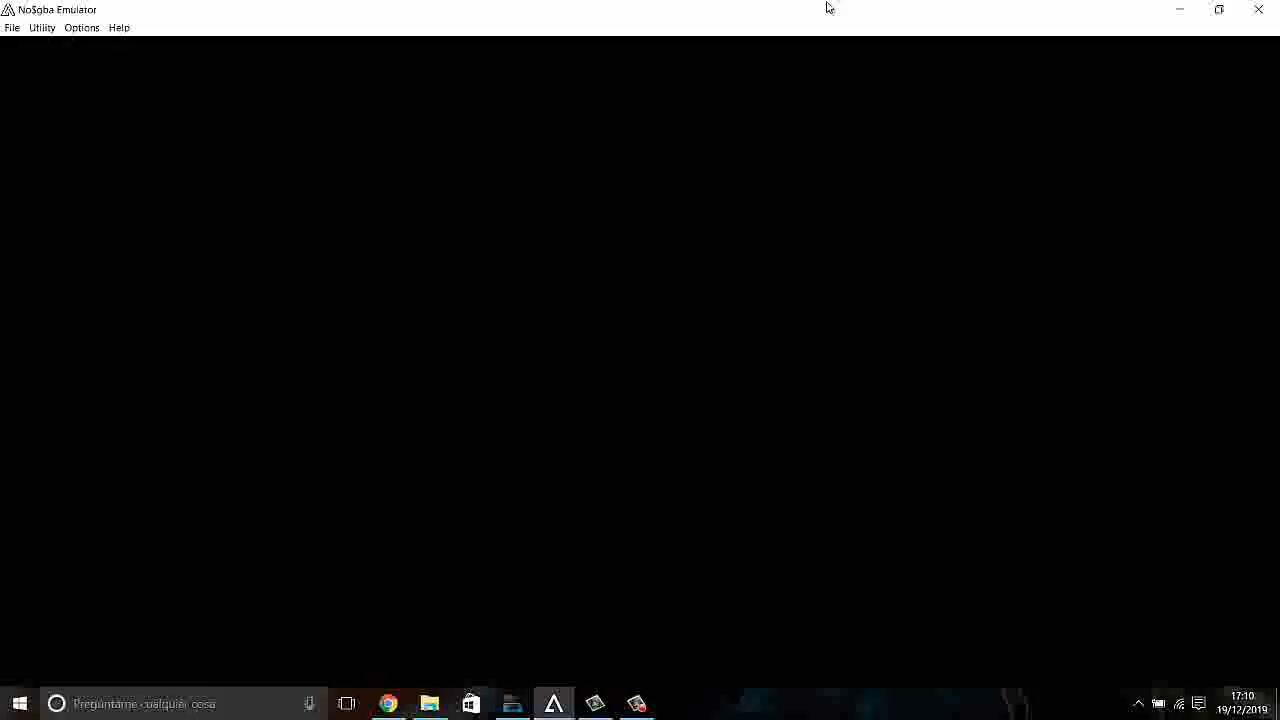 No$gba Emulator
File Utility Options Help
Pregúntame cualquier cosa
17:10
19/12/2019